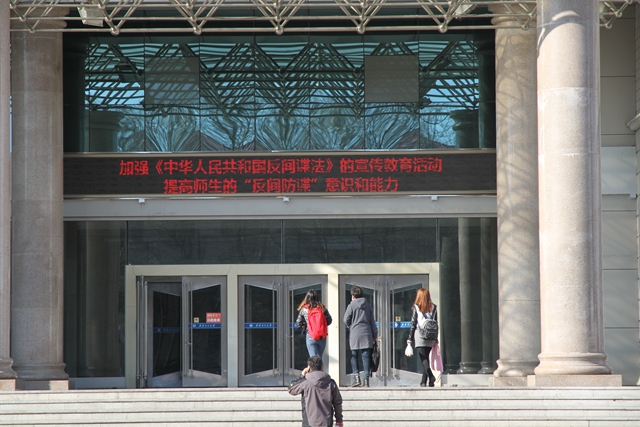 加强《中华人民共和国反间谍法》的宣传教育活动
提高师生的“反间防谍”意识和能力